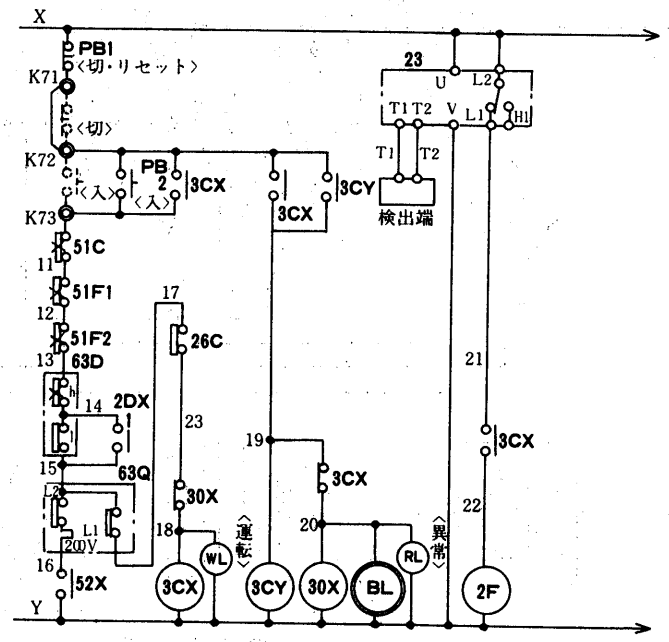 X
PB1
〈切・リセット〉
K71
〈切〉
K72
〈入〉
PB
2
〈入〉
3CX
3CX
3CY
K73
23
U
L2
T1 T2 V L1 H1
T1 T2
検出端
51C
11
51F1
12
51F2
13
63D
h
14
2DX
l
15
63Q
L2
L1
200V
16
52X
17
26C
23
30X
18
WL
〈運転〉
3CX
19
3CX
20
3CY
30X
BL
RL
〈異常〉
21
3CX
22
2F
Y